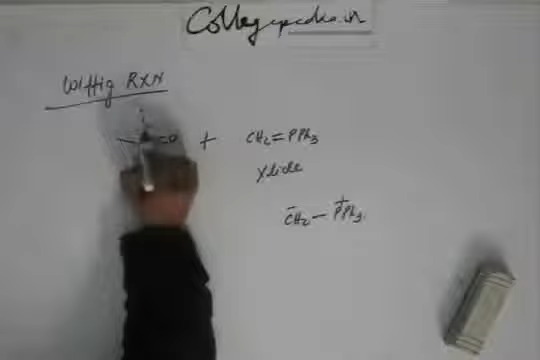 Collegepedia.in
Wittig RXN
=O + CH₂=PPh₃
Ylide
⁻CH₂–⁺PPh₃